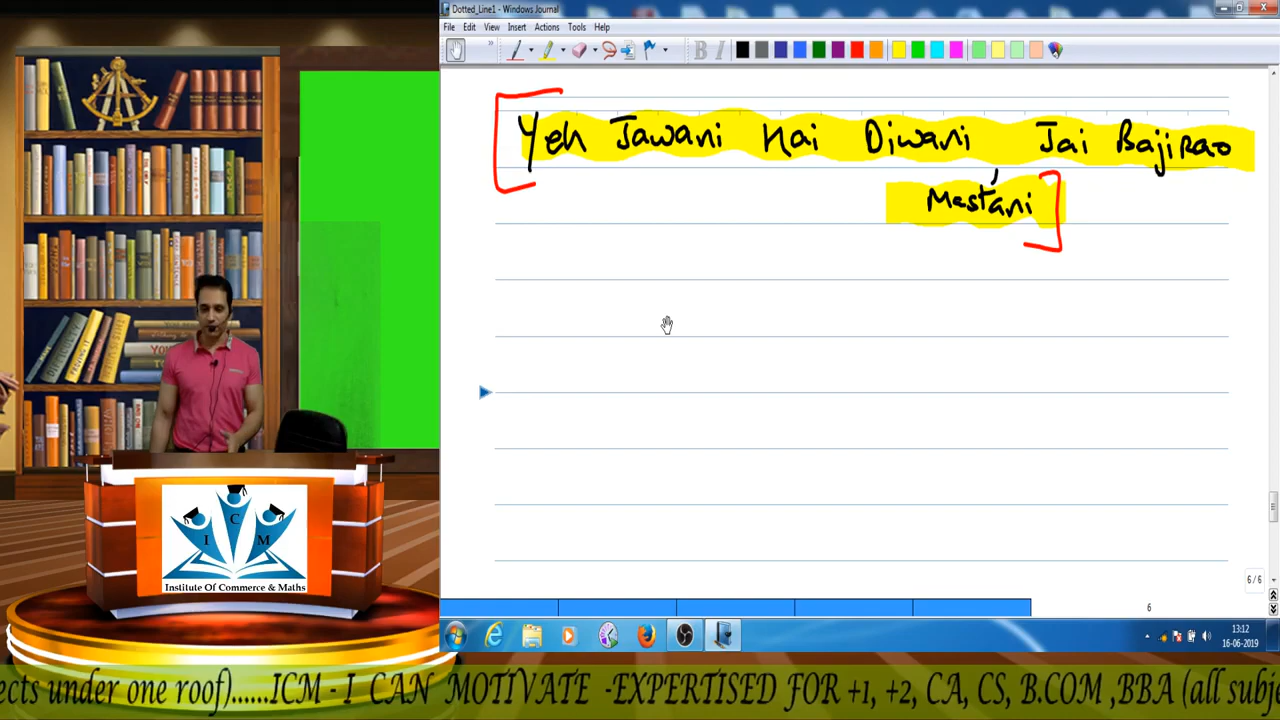 Dotted_Line1 - Windows Journal
File Edit View Insert Actions Tools Help
B I
Yeh Jawani Hai Diwani Jai Bajirao
Mastani
6 / 6
6
I C M
Institute Of Commerce & Maths
13:12
16-06-2019
ects under one roof)......ICM - I CAN MOTIVATE -EXPERTISED FOR +1, +2, CA, CS, B.COM ,BBA (all subje